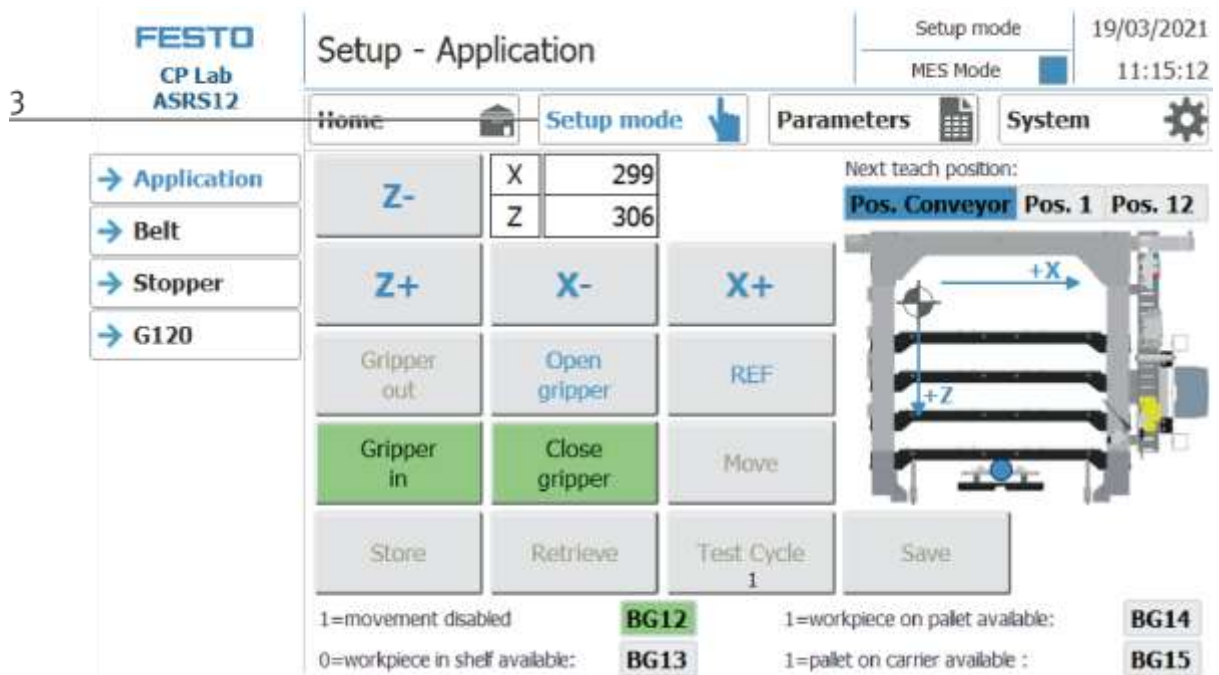 FESTO
CP Lab
ASRS12
Setup - Application
Setup mode
MES Mode
19/03/2021
11:15:12
3
Home
Setup mode
Parameters
System
Application
Belt
Stopper
G120
Z-
X 299
Z 306
Next teach position:
Pos. Conveyor Pos. 1 Pos. 12
Z+
X-
X+
+X
+Z
Gripper
out
Open
gripper
REF
Gripper
in
Close
gripper
Move
Store
Retrieve
Test Cycle
1
Save
1=movement disabled BG12
1=workpiece on pallet available: BG14
0=workpiece in shelf available: BG13
1=pallet on carrier available : BG15